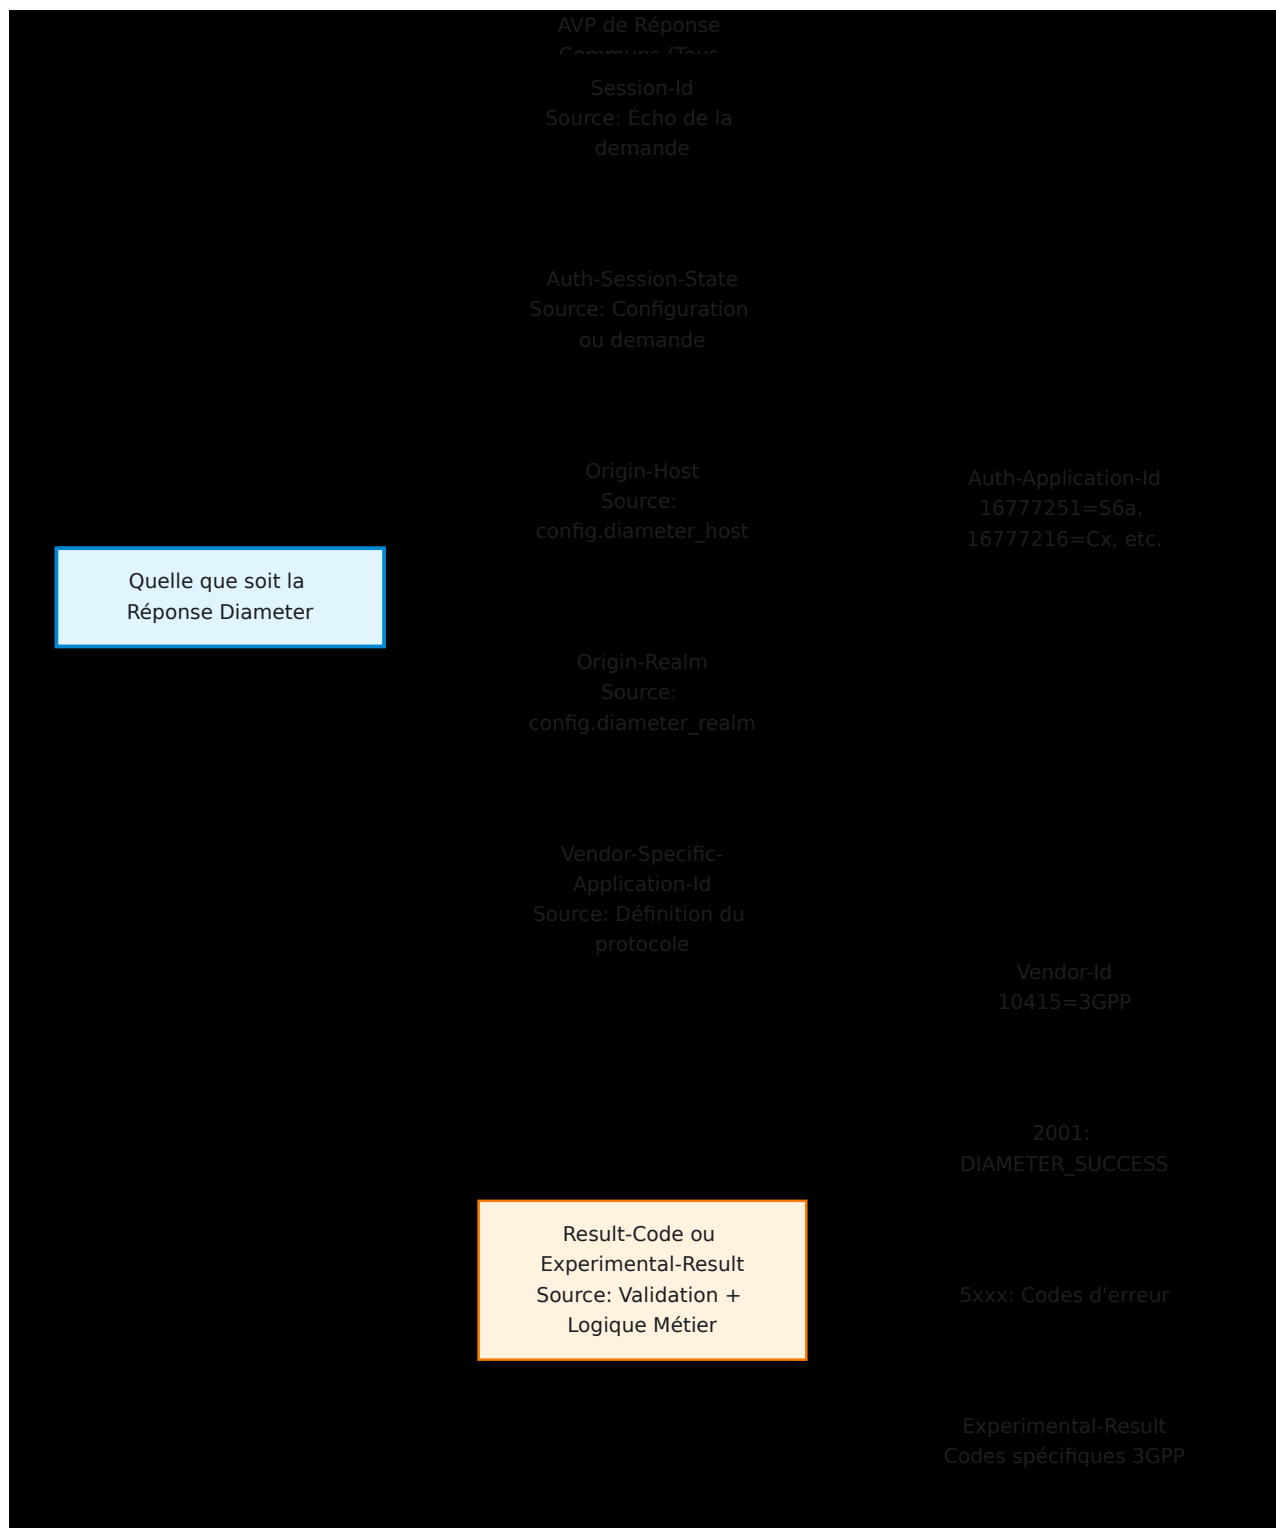 AVP de Réponse
Communs (Tous
Session-Id
Source: Écho de la
demande
Auth-Session-State
Source: Configuration
ou demande
Origin-Host
Source:
config.diameter_host
Auth-Application-Id
16777251=S6a,
16777216=Cx, etc.
Quelle que soit la
Réponse Diameter
Origin-Realm
Source:
config.diameter_realm
Vendor-Specific-
Application-Id
Source: Définition du
protocole
Vendor-Id
10415=3GPP
2001:
DIAMETER_SUCCESS
Result-Code ou
Experimental-Result
Source: Validation +
Logique Métier
5xxx: Codes d'erreur
Experimental-Result
Codes spécifiques 3GPP